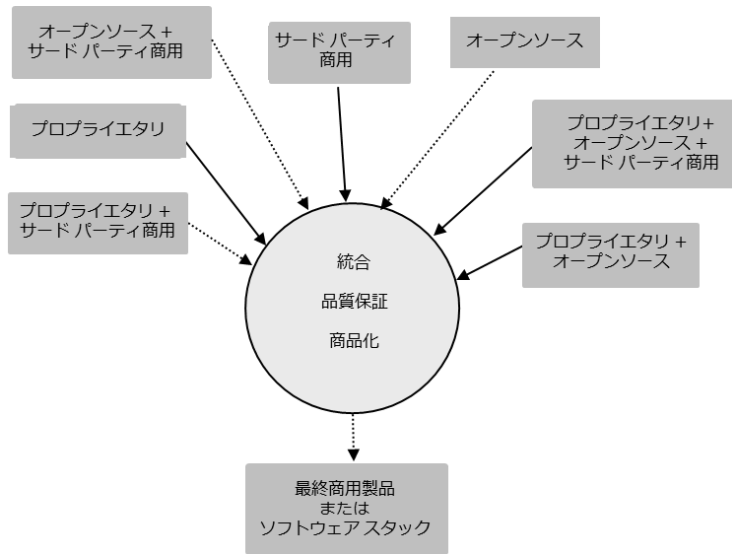 オープンソース +
サード パーティ商用
サード パーティ
商用
オープンソース
プロプライエタリ
プロプライエタリ+
オープンソース +
サード パーティ商用
プロプライエタリ +
サード パーティ商用
プロプライエタリ +
オープンソース
統合
品質保証
商品化
最終商用製品
または
ソフトウェア スタック